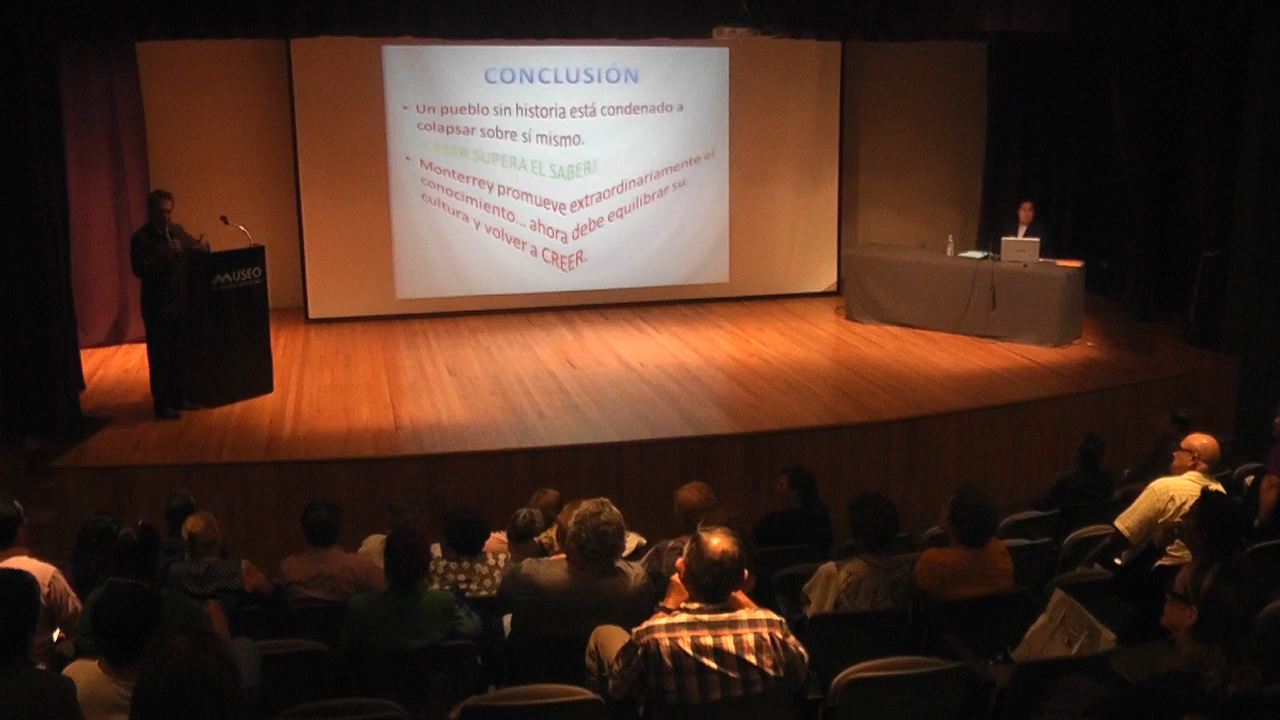 CONCLUSIÓN
- Un pueblo sin historia está condenado a
colapsar sobre sí mismo.
SUPERA EL SABER!
• Monterrey promueve extraordinariamente el
conocimiento... ahora debe equilibrar su
cultura y volver a CREER.
MUSEO